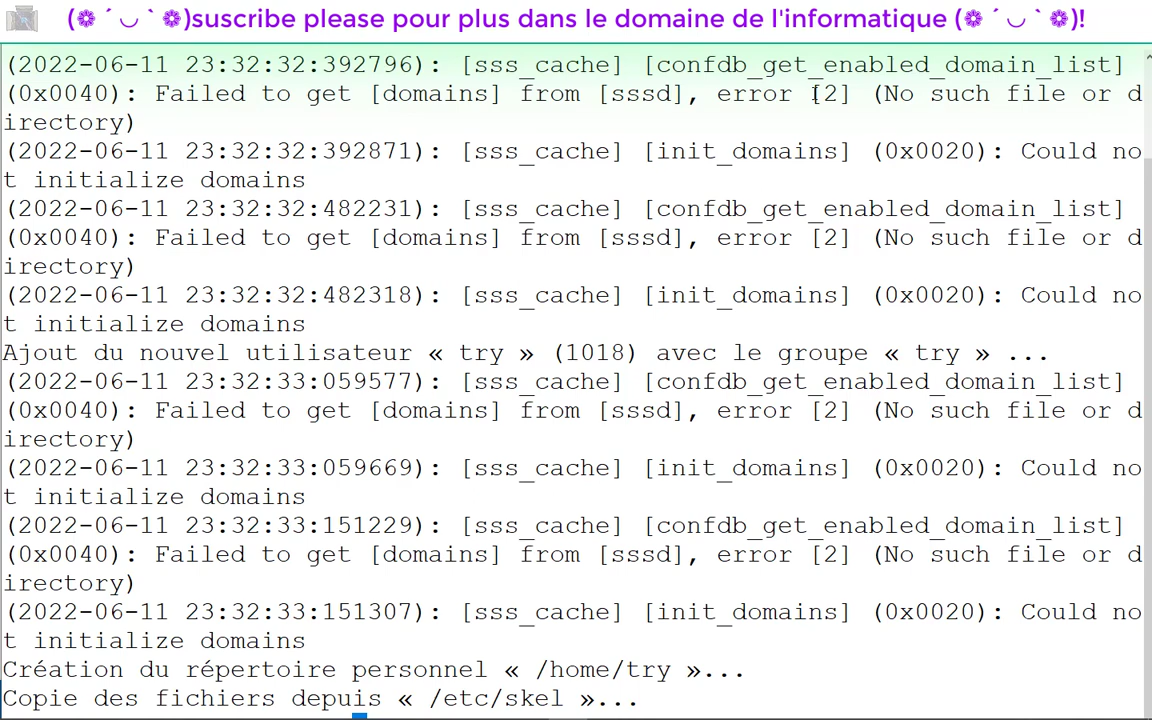 (❁´◡`❁)suscribe please pour plus dans le domaine de l'informatique (❁´◡`❁)!
(2022-06-11 23:32:32:392796): [sss_cache] [confdb_get_enabled_domain_list]
(0x0040): Failed to get [domains] from [sssd], error [2] (No such file or d
irectory)
(2022-06-11 23:32:32:392871): [sss_cache] [init_domains] (0x0020): Could no
t initialize domains
(2022-06-11 23:32:32:482231): [sss_cache] [confdb_get_enabled_domain_list]
(0x0040): Failed to get [domains] from [sssd], error [2] (No such file or d
irectory)
(2022-06-11 23:32:32:482318): [sss_cache] [init_domains] (0x0020): Could no
t initialize domains
Ajout du nouvel utilisateur « try » (1018) avec le groupe « try » ...
(2022-06-11 23:32:33:059577): [sss_cache] [confdb_get_enabled_domain_list]
(0x0040): Failed to get [domains] from [sssd], error [2] (No such file or d
irectory)
(2022-06-11 23:32:33:059669): [sss_cache] [init_domains] (0x0020): Could no
t initialize domains
(2022-06-11 23:32:33:151229): [sss_cache] [confdb_get_enabled_domain_list]
(0x0040): Failed to get [domains] from [sssd], error [2] (No such file or d
irectory)
(2022-06-11 23:32:33:151307): [sss_cache] [init_domains] (0x0020): Could no
t initialize domains
Création du répertoire personnel « /home/try »...
Copie des fichiers depuis « /etc/skel »...